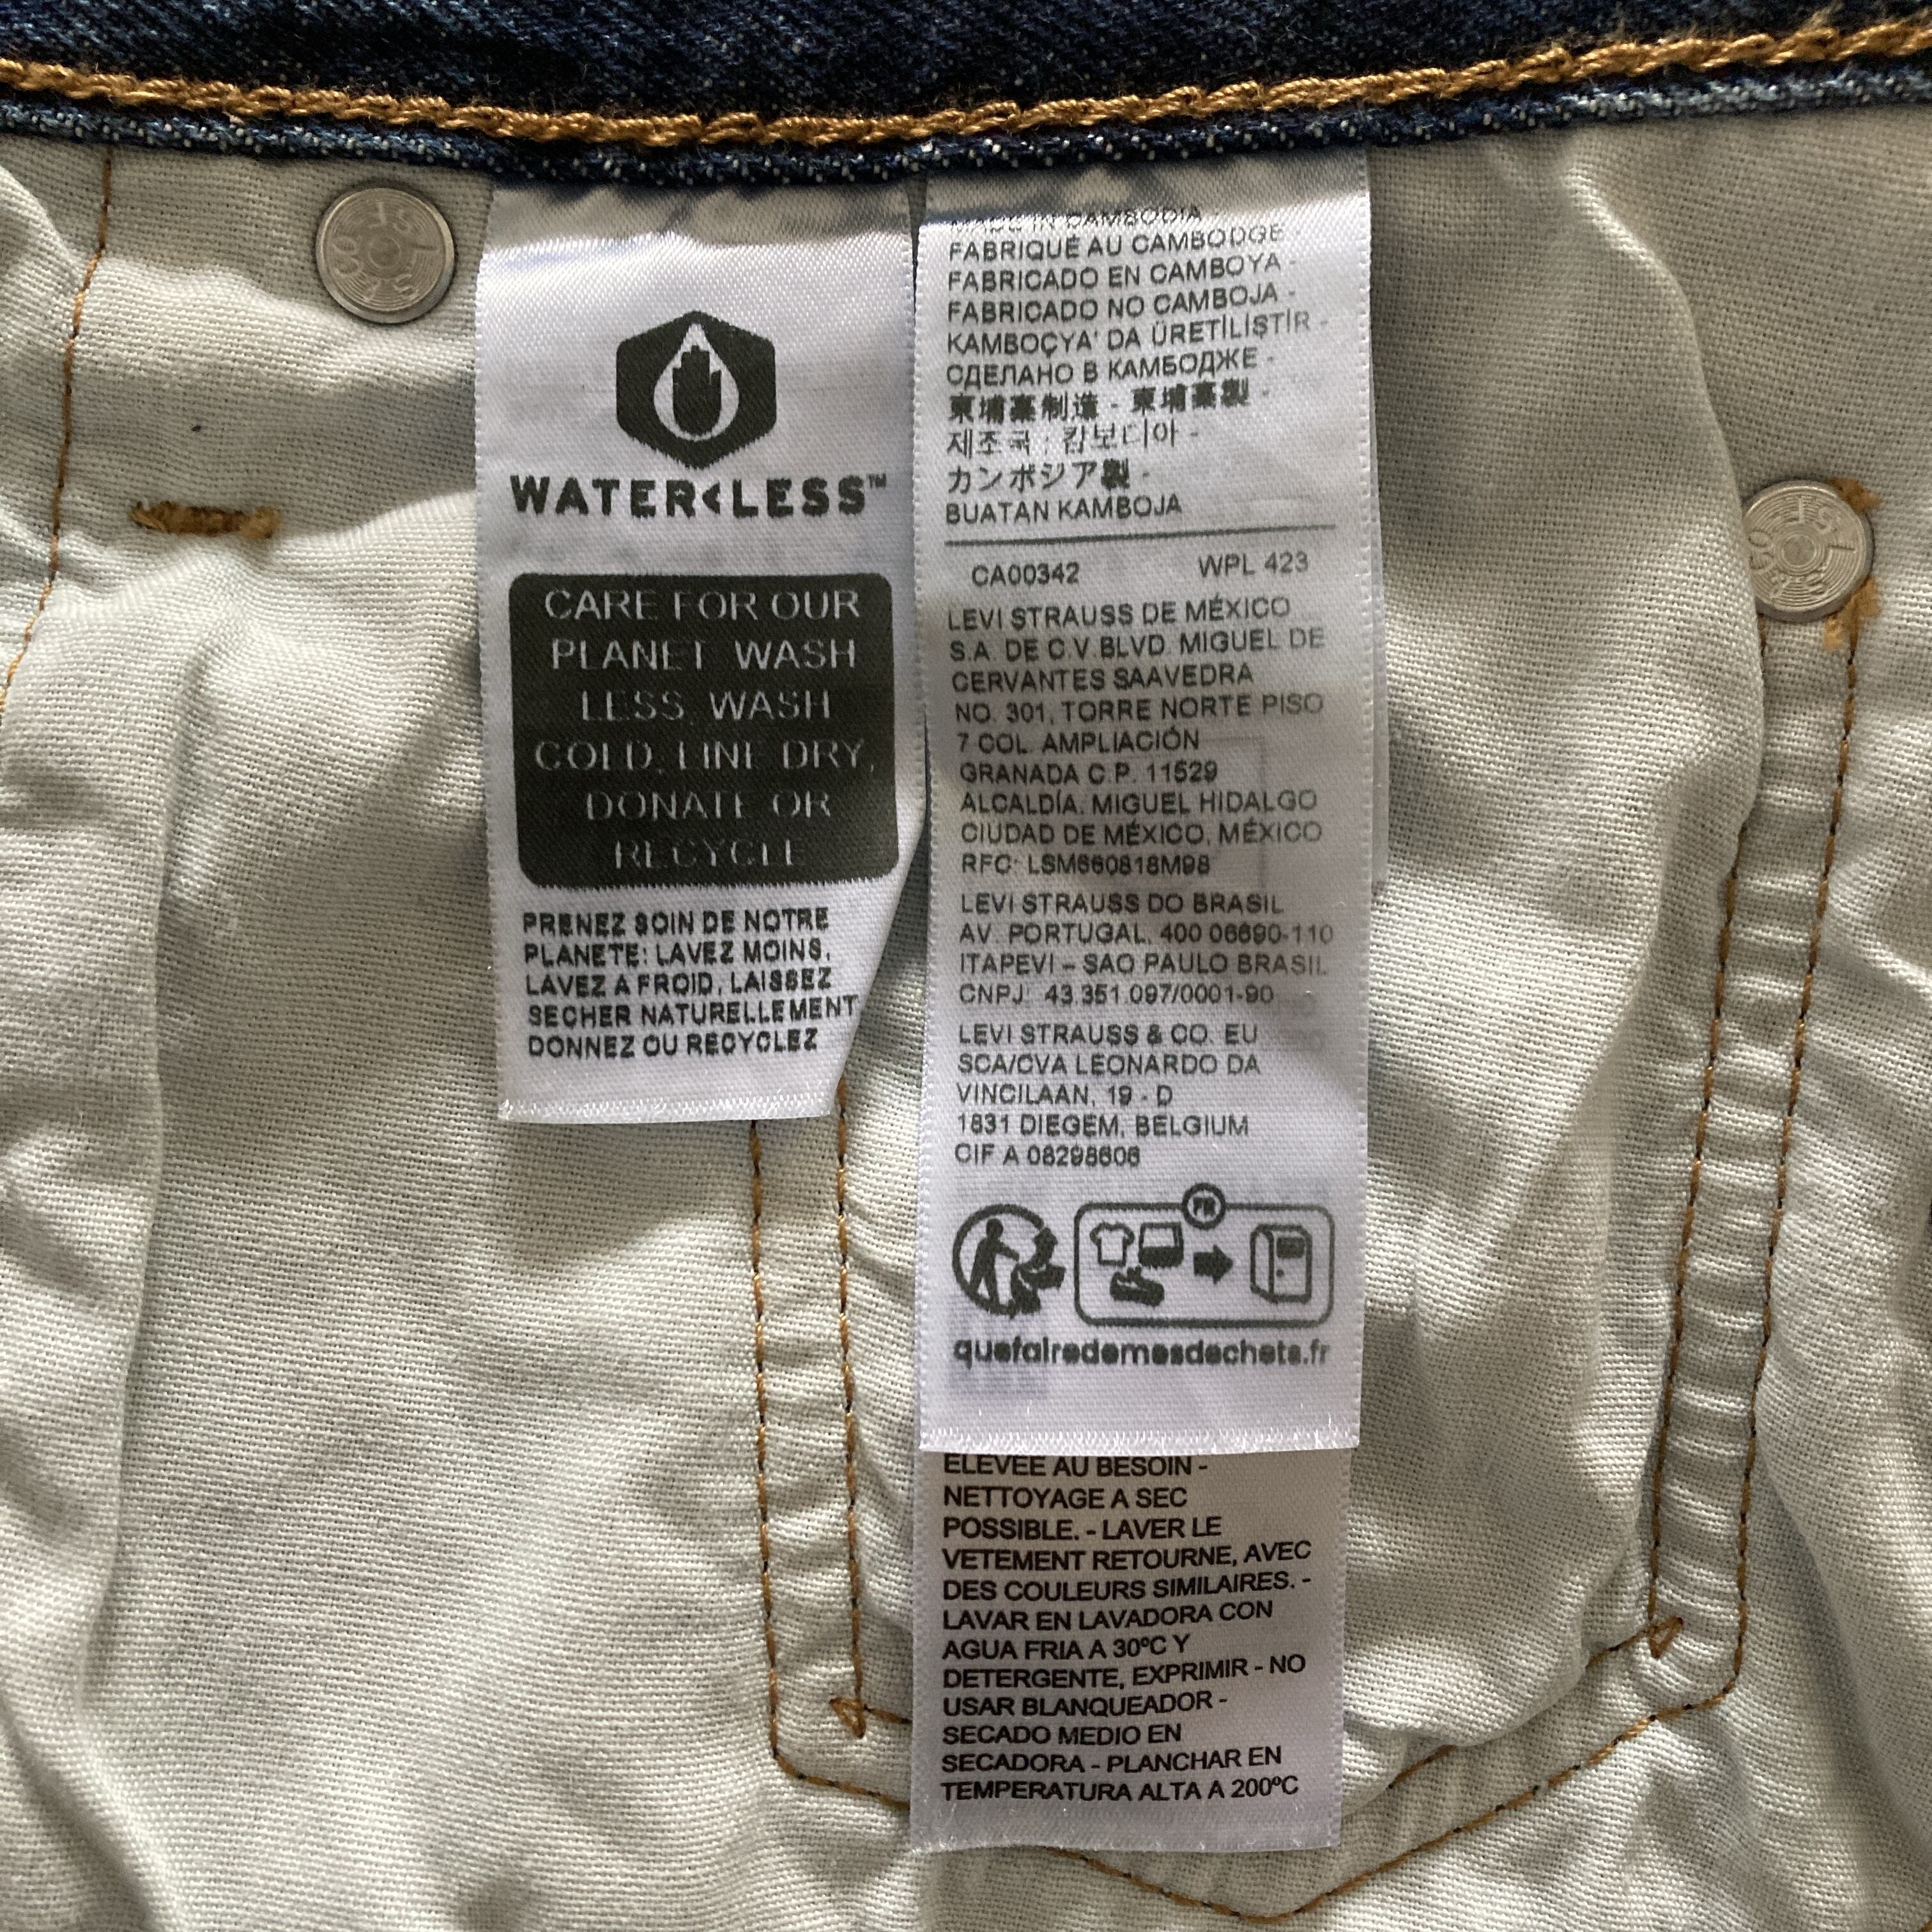 WATER<LESS™
CARE FOR OUR
PLANET: WASH
LESS, WASH
COLD, LINE DRY,
DONATE OR
RECYCLE
PRENEZ SOIN DE NOTRE
PLANETE: LAVEZ MOINS,
LAVEZ A FROID, LAISSEZ
SECHER NATURELLEMENT
DONNEZ OU RECYCLEZ
MADE IN CAMBODIA
FABRIQUÉ AU CAMBODGE -
FABRICADO EN CAMBOYA -
FABRICADO NO CAMBOJA -
KAMBOÇYA' DA ÜRETİLİŞTİR -
СДЕЛАНО В КАМБОДЖЕ -
柬埔寨制造 - 柬埔寨製 -
제조국 : 캄보디아 -
カンボジア製 -
BUATAN KAMBOJA
CA00342 WPL 423
LEVI STRAUSS DE MÉXICO
S.A. DE C.V.BLVD. MIGUEL DE
CERVANTES SAAVEDRA
NO. 301, TORRE NORTE PISO
7 COL. AMPLIACIÓN
GRANADA C.P. 11529
ALCALDÍA. MIGUEL HIDALGO
CIUDAD DE MÉXICO, MÉXICO
RFC: LSM660818M98
LEVI STRAUSS DO BRASIL
AV. PORTUGAL, 400 06690-110
ITAPEVI – SAO PAULO BRASIL
CNPJ: 43.351.097/0001-90
LEVI STRAUSS & CO. EU
SCA/CVA LEONARDO DA
VINCILAAN, 19 - D
1831 DIEGEM, BELGIUM
CIF A 08298606
FR
quefairedemesdechets.fr
ELEVEE AU BESOIN -
NETTOYAGE A SEC
POSSIBLE. - LAVER LE
VETEMENT RETOURNE, AVEC
DES COULEURS SIMILAIRES. -
LAVAR EN LAVADORA CON
AGUA FRIA A 30ºC Y
DETERGENTE, EXPRIMIR - NO
USAR BLANQUEADOR -
SECADO MEDIO EN
SECADORA - PLANCHAR EN
TEMPERATURA ALTA A 200ºC